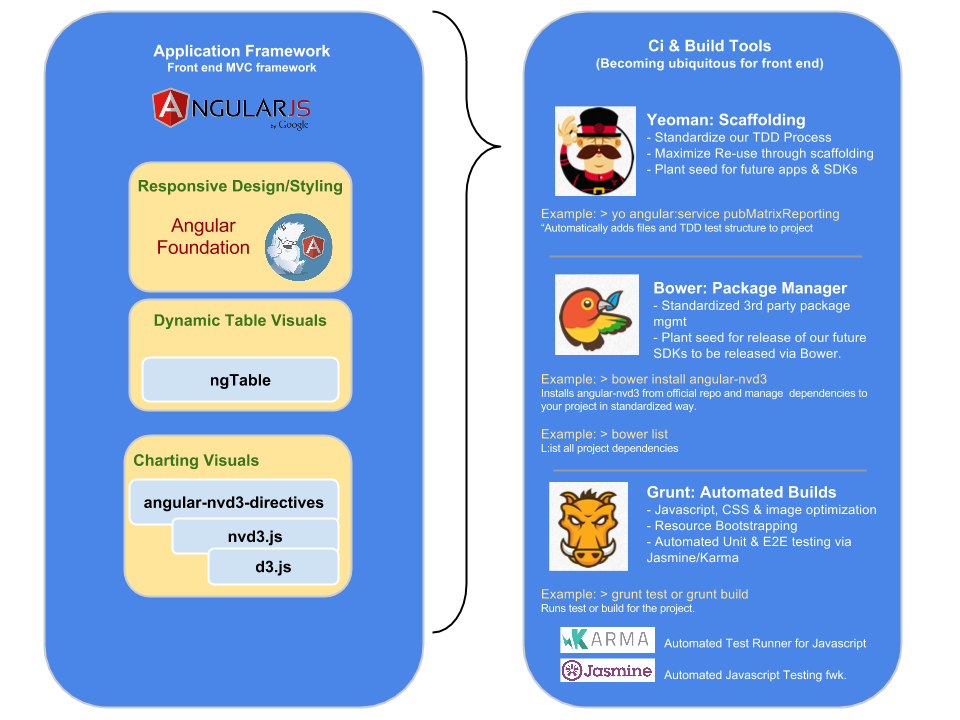 Application Framework
Front end MVC framework
ANGULARJS
by Google
Responsive Design/Styling
Angular
Foundation
Dynamic Table Visuals
ngTable
Charting Visuals
angular-nvd3-directives
nvd3.js
d3.js
Ci & Build Tools
(Becoming ubiquitous for front end)
Yeoman: Scaffolding
- Standardize our TDD Process
- Maximize Re-use through scaffolding
- Plant seed for future apps & SDKs
Example: > yo angular:service pubMatrixReporting
“Automatically adds files and TDD test structure to project
Bower: Package Manager
- Standardized 3rd party package
mgmt
- Plant seed for release of our future
SDKs to be released via Bower.
Example: > bower install angular-nvd3
Installs angular-nvd3 from official repo and manage  dependencies to
your project in standardized way.
Example: > bower list
L:ist all project dependencies
Grunt: Automated Builds
- Javascript, CSS & image optimization
- Resource Bootstrapping
- Automated Unit & E2E testing via
Jasmine/Karma
Example: > grunt test or grunt build
Runs test or build for the project.
KARMA
Automated Test Runner for Javascript
Jasmine
Automated Javascript Testing fwk.